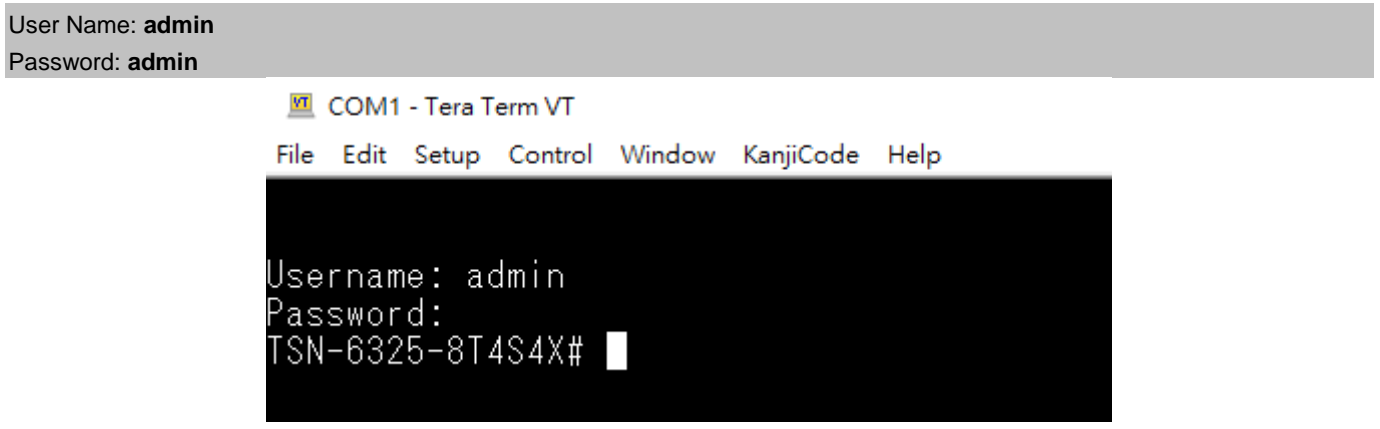 User Name: admin
Password: admin
VT COM1 - Tera Term VT
File Edit Setup Control Window KanjiCode Help
Username: admin
Password:
TSN-6325-8T4S4X#